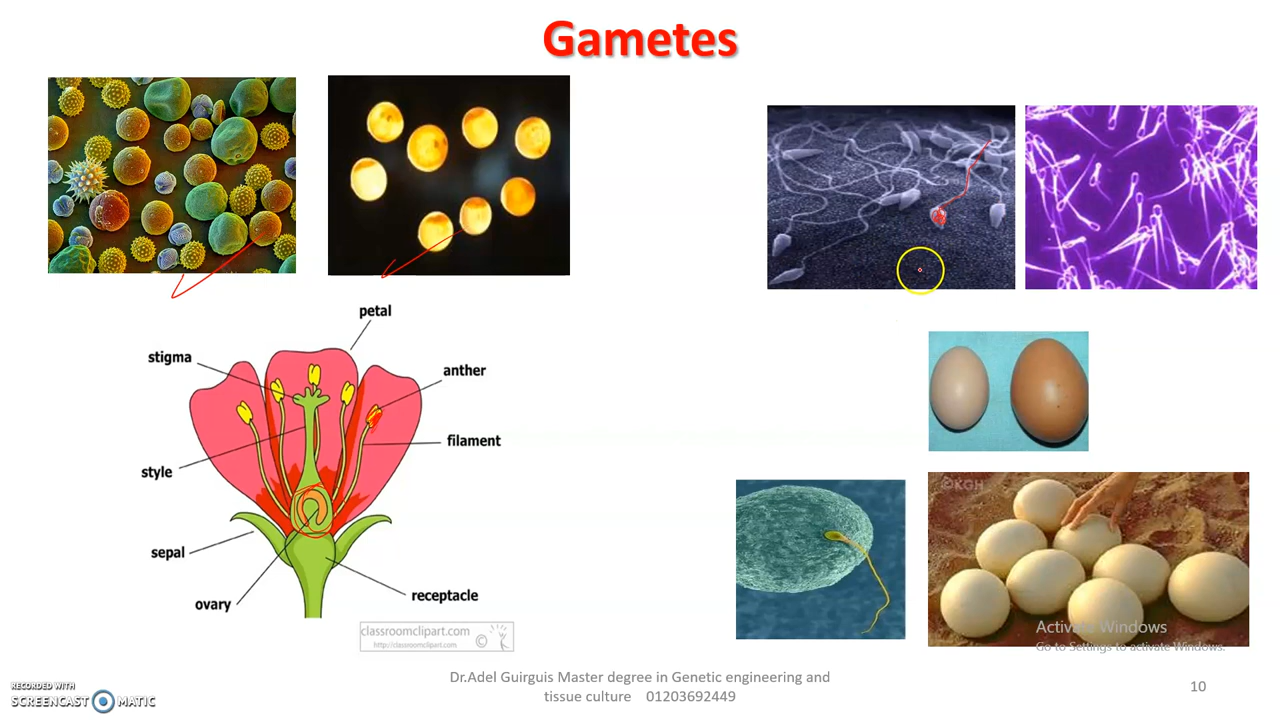 Gametes
petal
stigma
anther
filament
style
sepal
ovary
receptacle
classroomclipart.com
©
http://classroomclipart.com
©KGH
Activate Windows
Go to Settings to activate Windows.
Dr.Adel Guirguis Master degree in Genetic engineering and
tissue culture 01203692449
10
RECORDED WITH
SCREENCAST MATIC